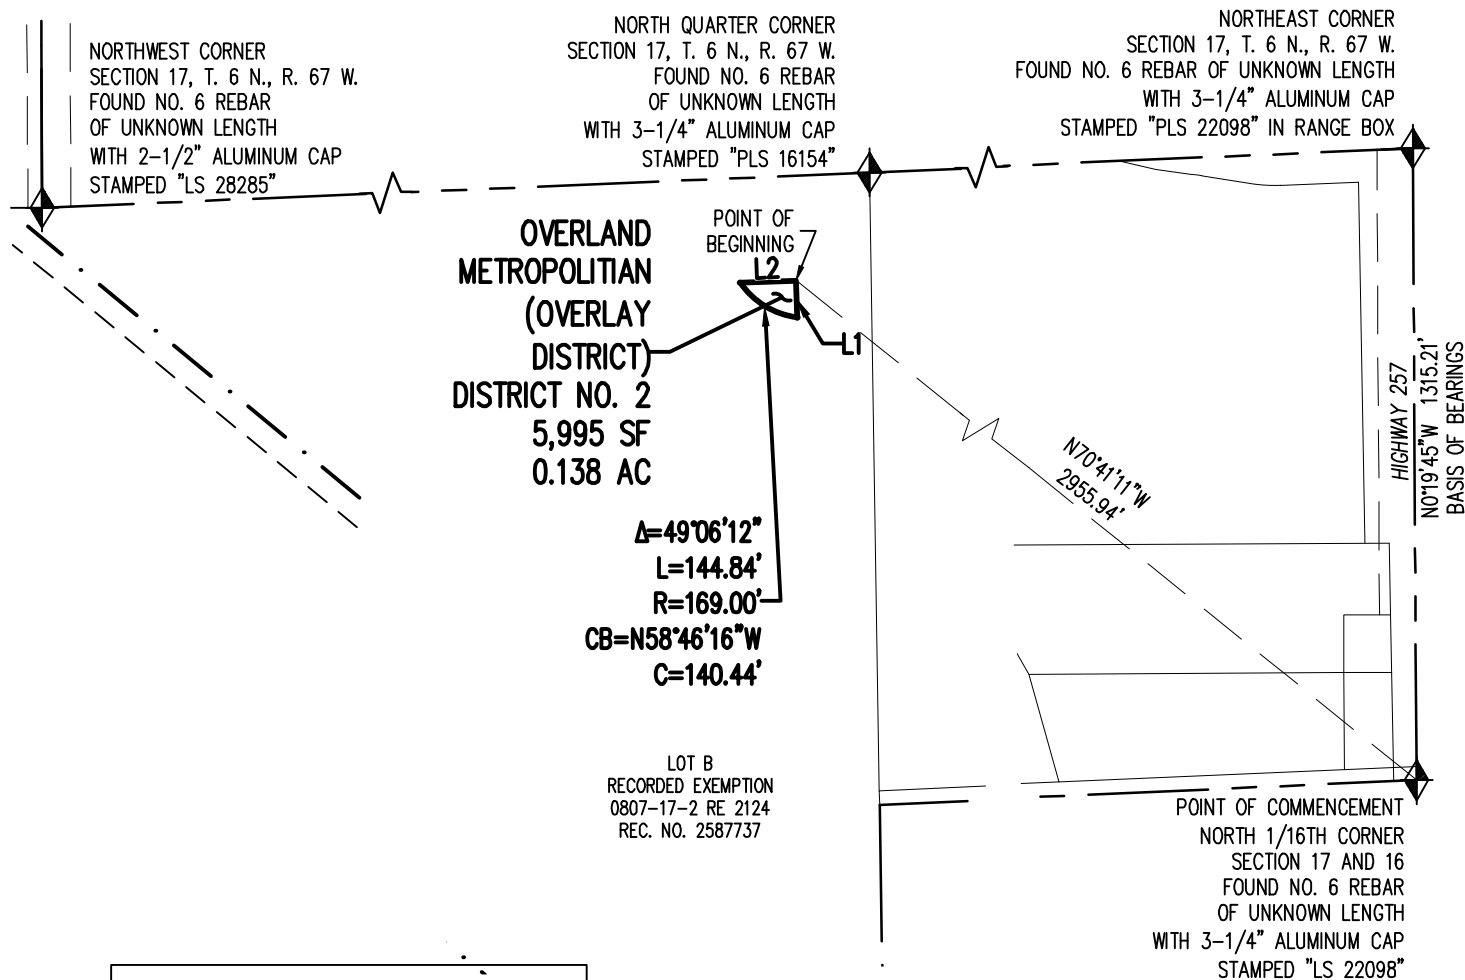 NORTHWEST CORNER
SECTION 17, T. 6 N., R. 67 W.
FOUND NO. 6 REBAR
OF UNKNOWN LENGTH
WITH 2-1/2" ALUMINUM CAP
STAMPED "LS 28285"
NORTH QUARTER CORNER
SECTION 17, T. 6 N., R. 67 W.
FOUND NO. 6 REBAR
OF UNKNOWN LENGTH
WITH 3-1/4" ALUMINUM CAP
STAMPED "PLS 16154"
NORTHEAST CORNER
SECTION 17, T. 6 N., R. 67 W.
FOUND NO. 6 REBAR OF UNKNOWN LENGTH
WITH 3-1/4" ALUMINUM CAP
STAMPED "PLS 22098" IN RANGE BOX
OVERLAND
METROPOLITIAN
(OVERLAY
DISTRICT)
DISTRICT NO. 2
5,995 SF
0.138 AC
POINT OF
BEGINNING
L2
L1
Δ=49°06'12"
L=144.84'
R=169.00'
CB=N58°46'16"W
C=140.44'
N70°41'11"W
2955.94'
HIGHWAY 257
N0°19'45"W 1315.21'
BASIS OF BEARINGS
LOT B
RECORDED EXEMPTION
0807-17-2 RE 2124
REC. NO. 2587737
POINT OF COMMENCEMENT
NORTH 1/16TH CORNER
SECTION 17 AND 16
FOUND NO. 6 REBAR
OF UNKNOWN LENGTH
WITH 3-1/4" ALUMINUM CAP
STAMPED "LS 22098"